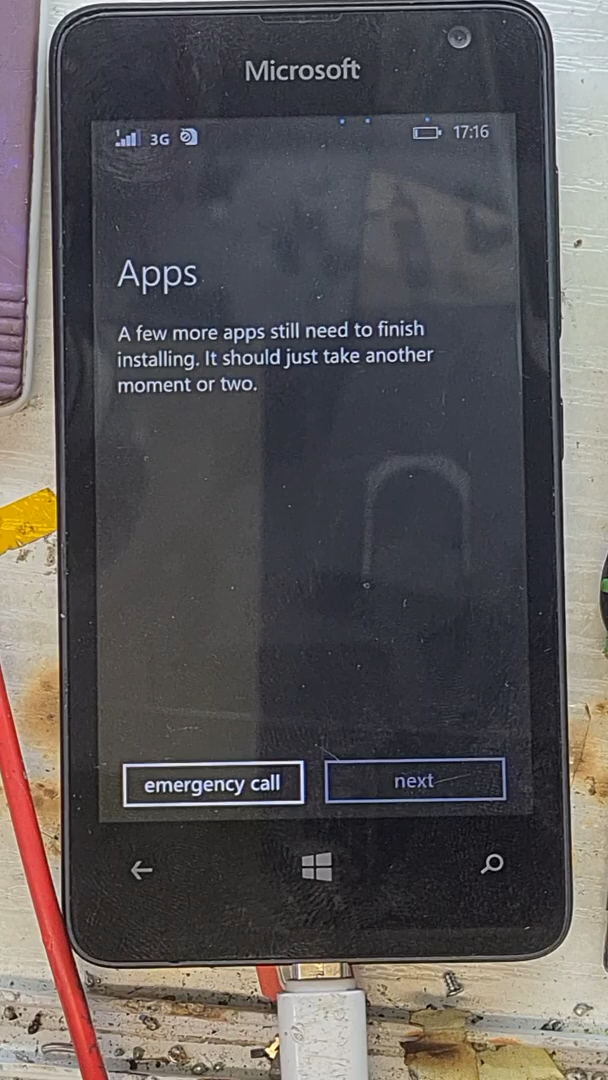 Microsoft
1 3G 17:16
Apps
A few more apps still need to finish
installing. It should just take another
moment or two.
emergency call next